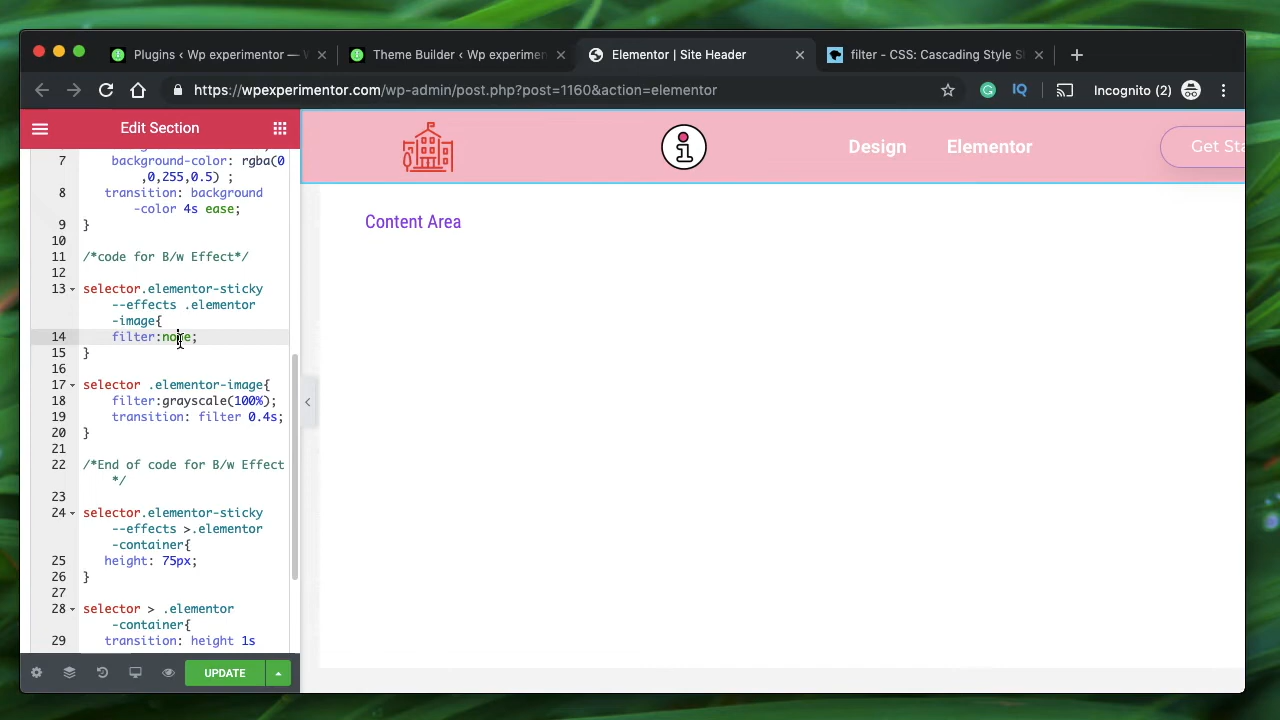 Plugins ‹ Wp experimentor —
Theme Builder ‹ Wp experimen
Elementor | Site Header
filter - CSS: Cascading Style S
https://wpexperimentor.com/wp-admin/post.php?post=1160&action=elementor
IQ
Incognito (2)
Edit Section
Design
Elementor
Get Sta
Content Area
7 background-color: rgba(0
,0,255,0.5) ;
8 transition: background
-color 4s ease;
9 }
10
11 /*code for B/w Effect*/
12
13 selector.elementor-sticky
--effects .elementor
-image{
14 filter:none;
15 }
16
17 selector .elementor-image{
18 filter:grayscale(100%);
19 transition: filter 0.4s;
20 }
21
22 /*End of code for B/w Effect
*/
23
24 selector.elementor-sticky
--effects >.elementor
-container{
25 height: 75px;
26 }
27
28 selector > .elementor
-container{
29 transition: height 1s
UPDATE